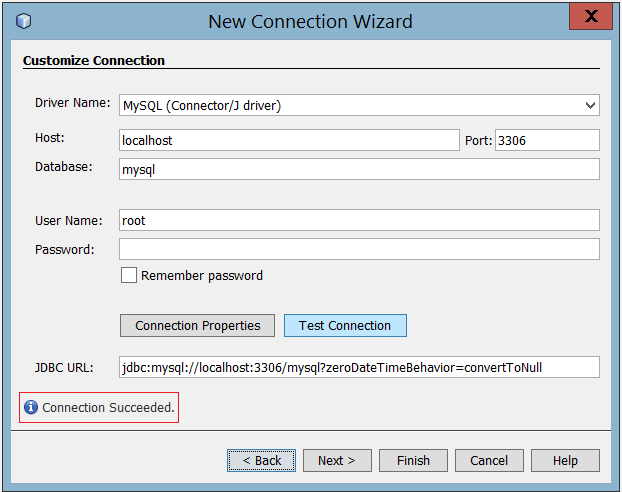 New Connection Wizard
X
Customize Connection
Driver Name: MySQL (Connector/J driver)
Host: localhost Port: 3306
Database: mysql
User Name: root
Password:
Remember password
Connection Properties Test Connection
JDBC URL: jdbc:mysql://localhost:3306/mysql?zeroDateTimeBehavior=convertToNull
Connection Succeeded.
< Back Next > Finish Cancel Help